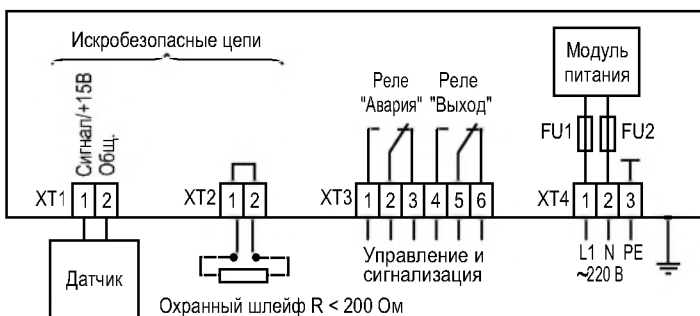 Искробезопасные цепи
Модуль
питания
Реле
"Авария"
Реле
"Выход"
FU1
FU2
Сигнал/+15В
Общ.
XT1
1 2
XT2
1 2
XT3
1 2 3 4 5 6
XT4
1 2 3
L1 N PE
~220 В
Управление и
сигнализация
Датчик
Охранный шлейф R < 200 Ом